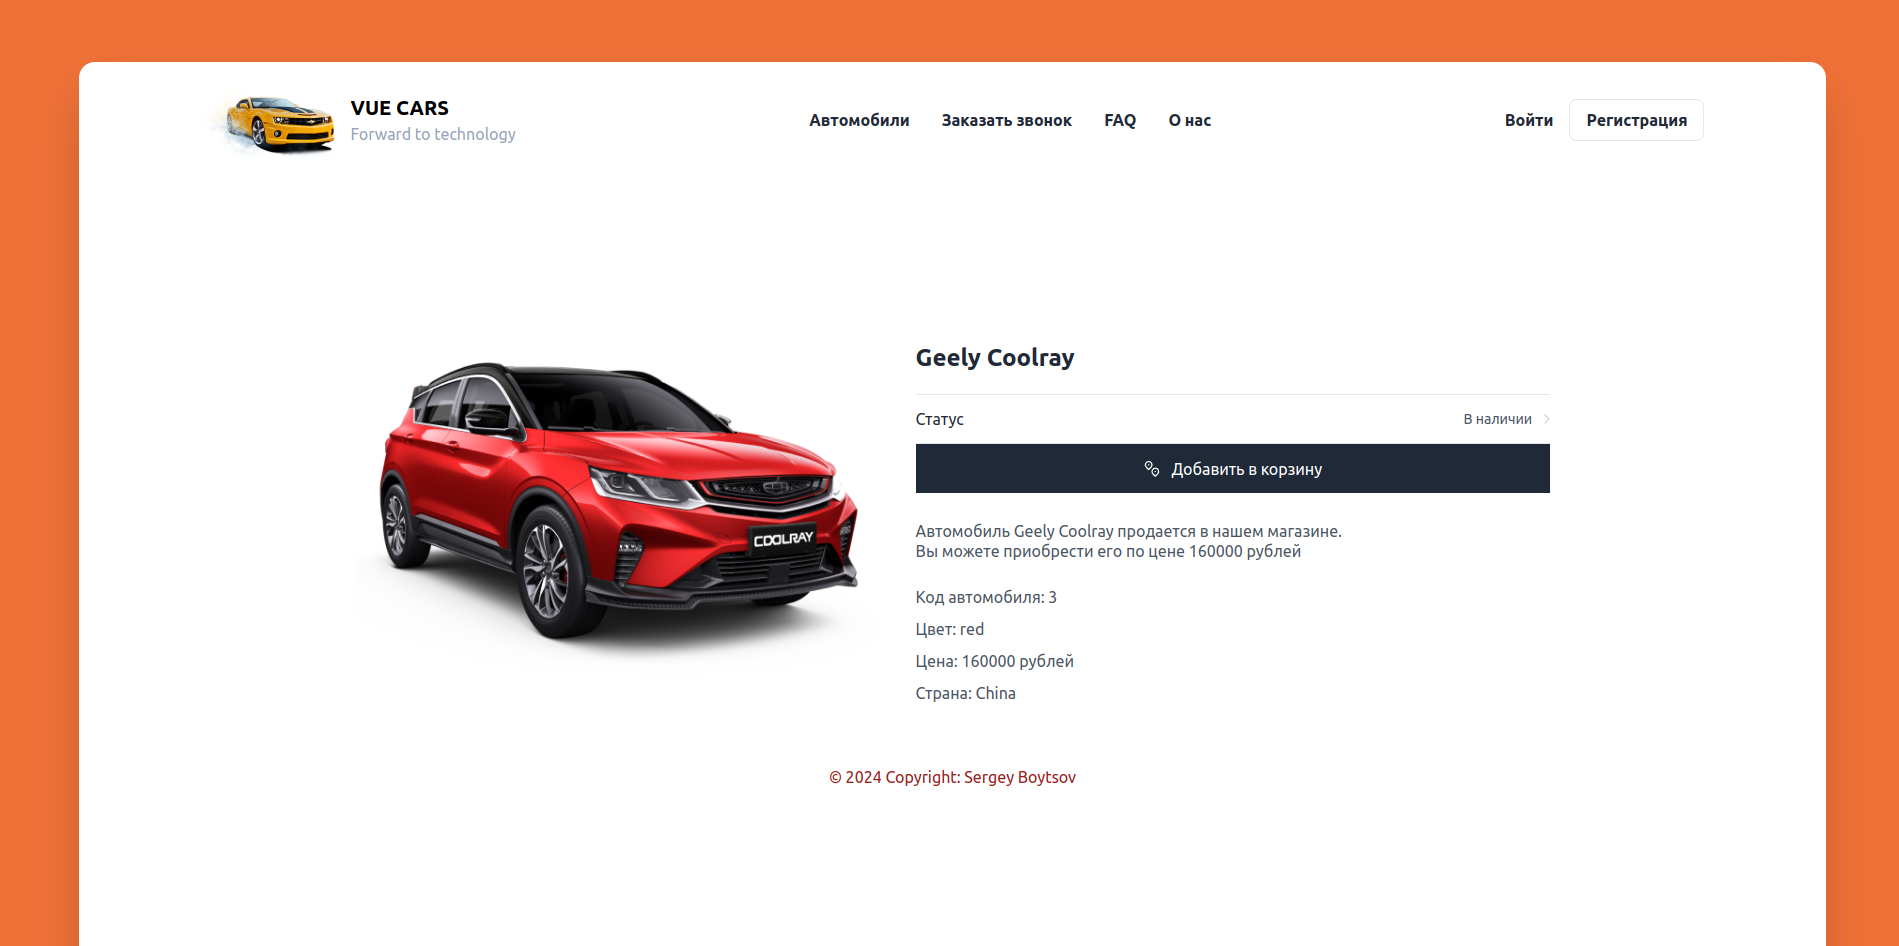 VUE CARS
Forward to technology
Автомобили
Заказать звонок
FAQ
О нас
Войти
Регистрация
COOLRAY
Geely Coolray
Статус
В наличии
Добавить в корзину
Автомобиль Geely Coolray продается в нашем магазине.
Вы можете приобрести его по цене 160000 рублей
Код автомобиля: 3
Цвет: red
Цена: 160000 рублей
Страна: China
© 2024 Copyright: Sergey Boytsov